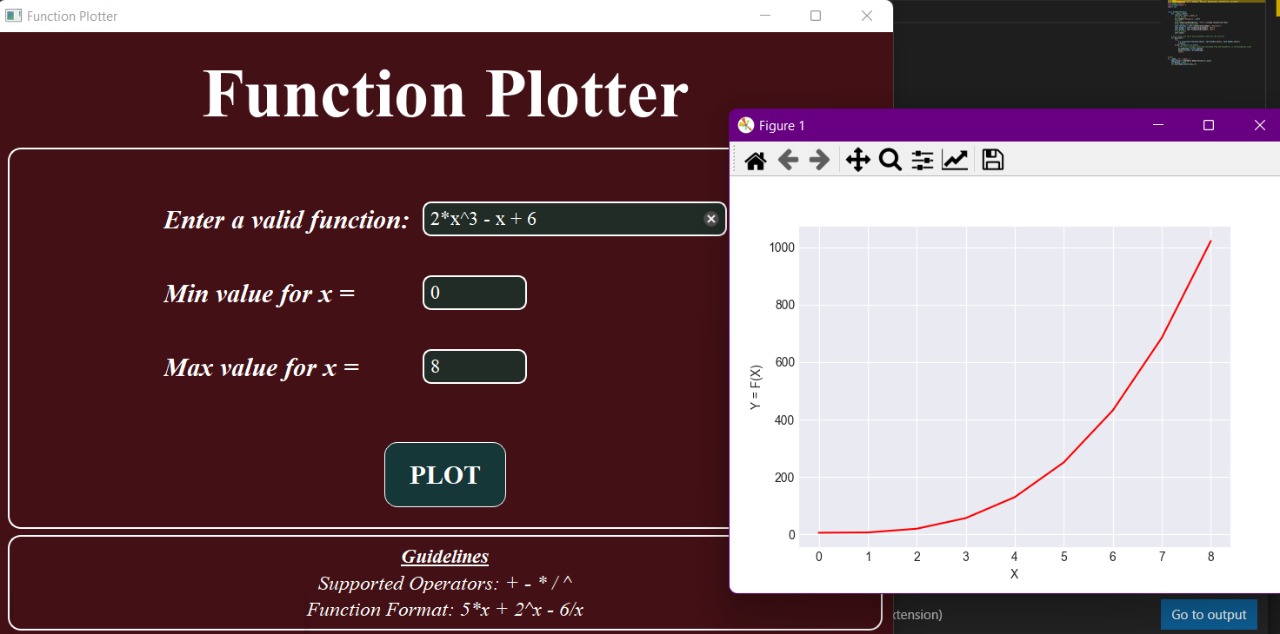 Function Plotter
Function Plotter
Enter a valid function: 2*x^3 - x + 6
Min value for x = 0
Max value for x = 8
PLOT
Guidelines
Supported Operators: + - * / ^
Function Format: 5*x + 2^x - 6/x
Figure 1
1000
800
600
400
200
0
Y = F(X)
0 1 2 3 4 5 6 7 8
X
xtension)
Go to output